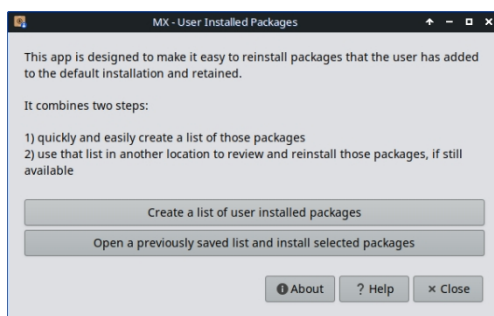 MX - User Installed Packages
This app is designed to make it easy to reinstall packages that the user has added
to the default installation and retained.
It combines two steps:
1) quickly and easily create a list of those packages
2) use that list in another location to review and reinstall those packages, if still
available
Create a list of user installed packages
Open a previously saved list and install selected packages
About ? Help × Close